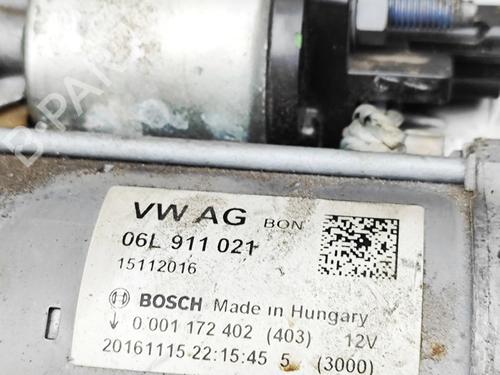 VW AG BON
06L 911 021
15112016
BOSCH Made in Hungary
0 001 172 402 (403) 12V
20161115 22:15:45 5 (3000)